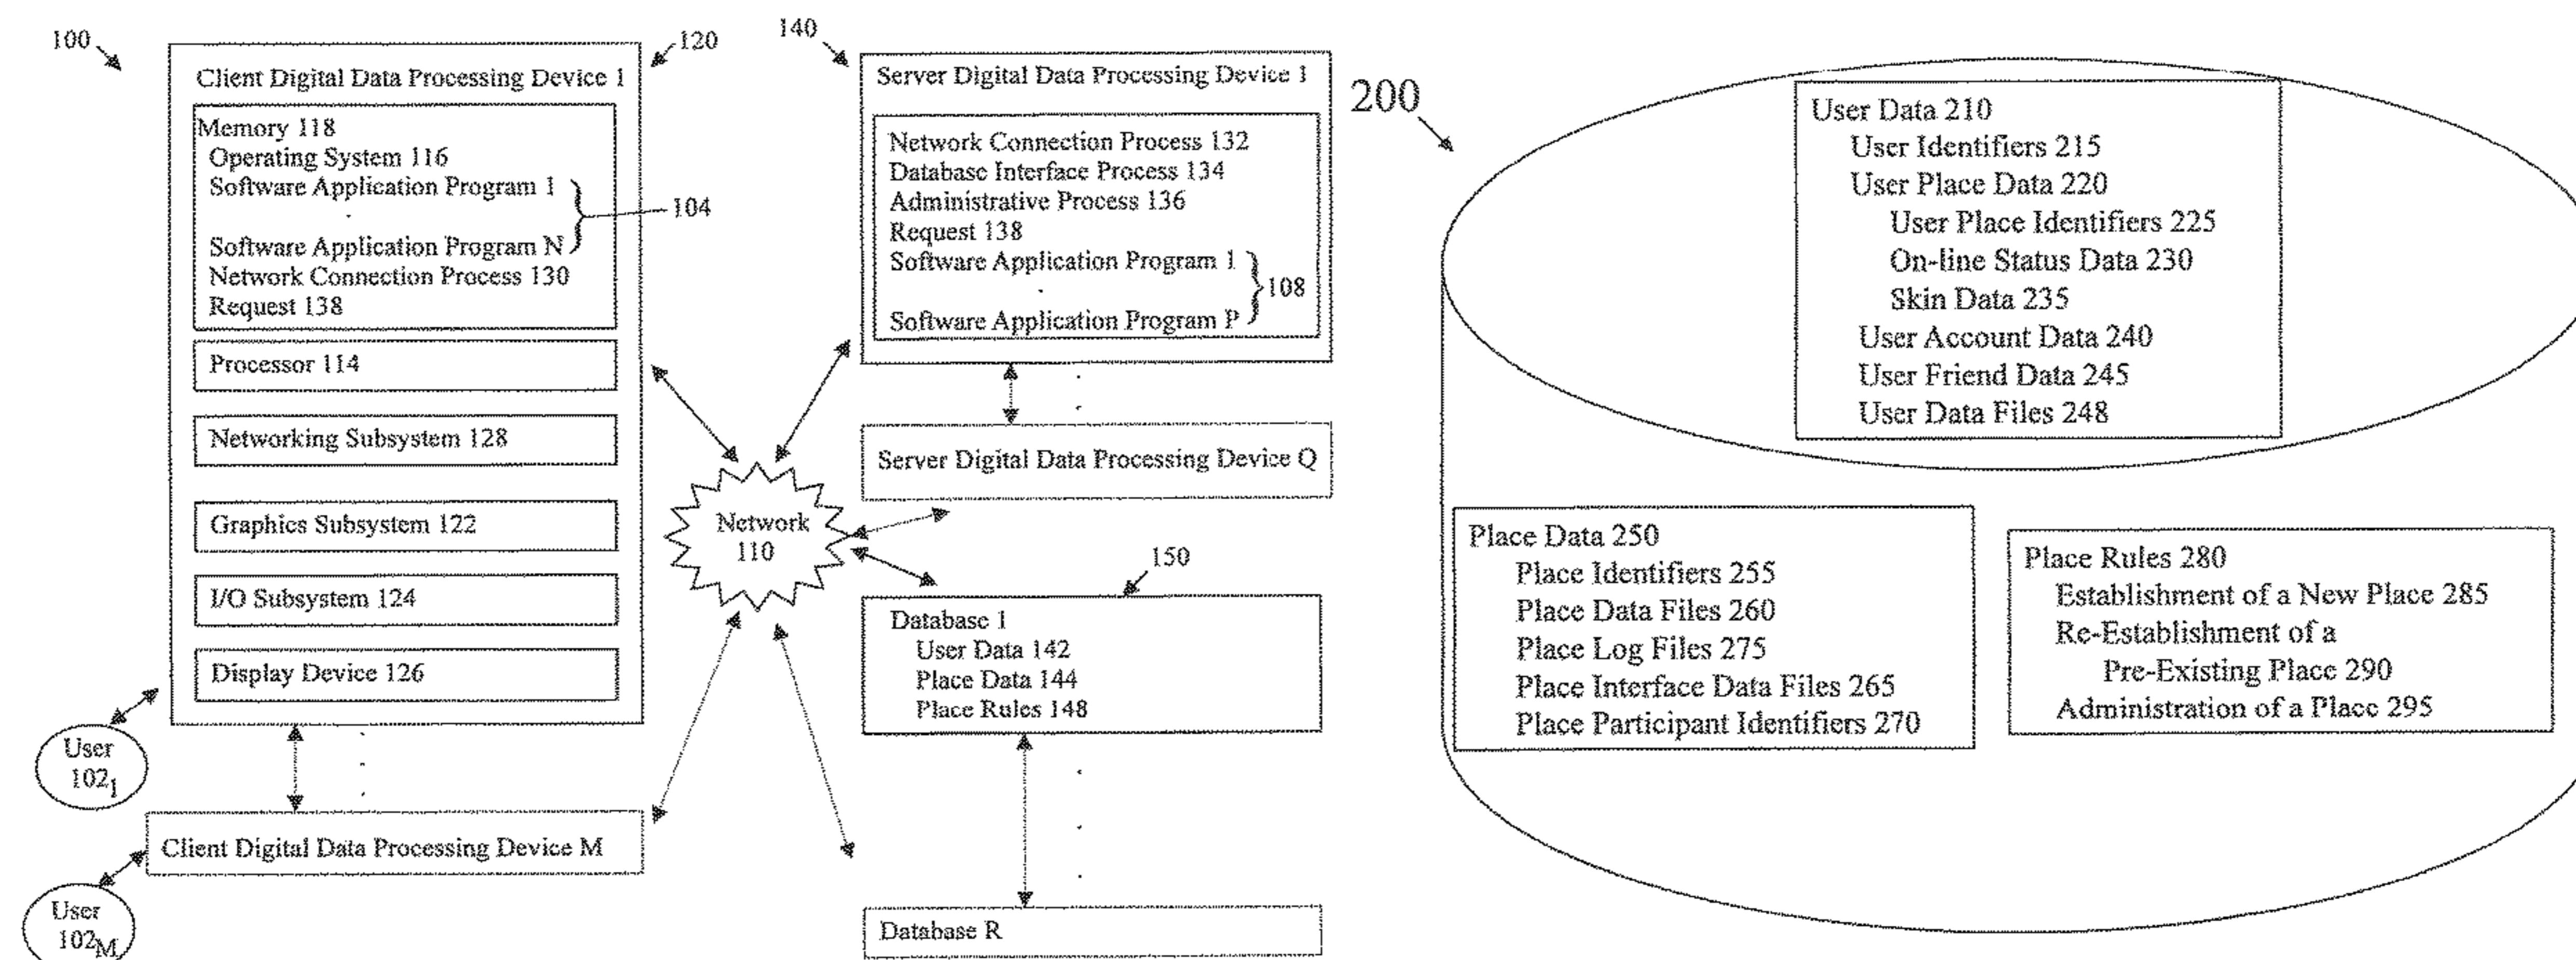 100
120
Client Digital Data Processing Device 1
Memory 118
Operating System 116
Software Application Program 1
.
Software Application Program N
104
Network Connection Process 130
Request 138
Processor 114
Networking Subsystem 128
Graphics Subsystem 122
I/O Subsystem 124
Display Device 126
User
102₁
Client Digital Data Processing Device M
User
102M
Network
110
140
Server Digital Data Processing Device 1
Network Connection Process 132
Database Interface Process 134
Administrative Process 136
Request 138
Software Application Program 1
.
108
Software Application Program P
Server Digital Data Processing Device Q
150
Database 1
User Data 142
Place Data 144
Place Rules 148
Database R
200
User Data 210
User Identifiers 215
User Place Data 220
User Place Identifiers 225
On-line Status Data 230
Skin Data 235
User Account Data 240
User Friend Data 245
User Data Files 248
Place Data 250
Place Identifiers 255
Place Data Files 260
Place Log Files 275
Place Interface Data Files 265
Place Participant Identifiers 270
Place Rules 280
Establishment of a New Place 285
Re-Establishment of a
Pre-Existing Place 290
Administration of a Place 295